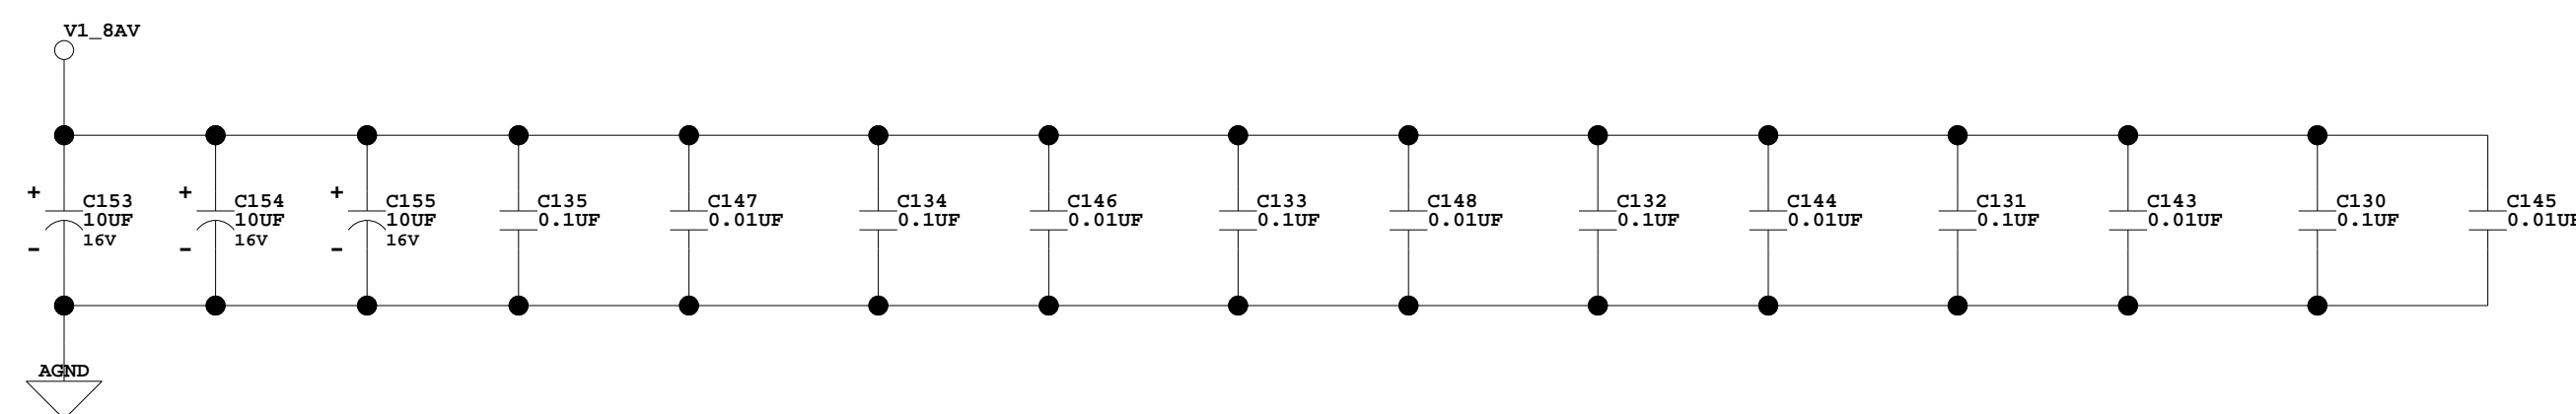 V1_8AV
+
C153
10UF
16V
-
+
C154
10UF
16V
-
+
C155
10UF
16V
-
C135
0.1UF
C147
0.01UF
C134
0.1UF
C146
0.01UF
C133
0.1UF
C148
0.01UF
C132
0.1UF
C144
0.01UF
C131
0.1UF
C143
0.01UF
C130
0.1UF
C145
0.01UF
AGND